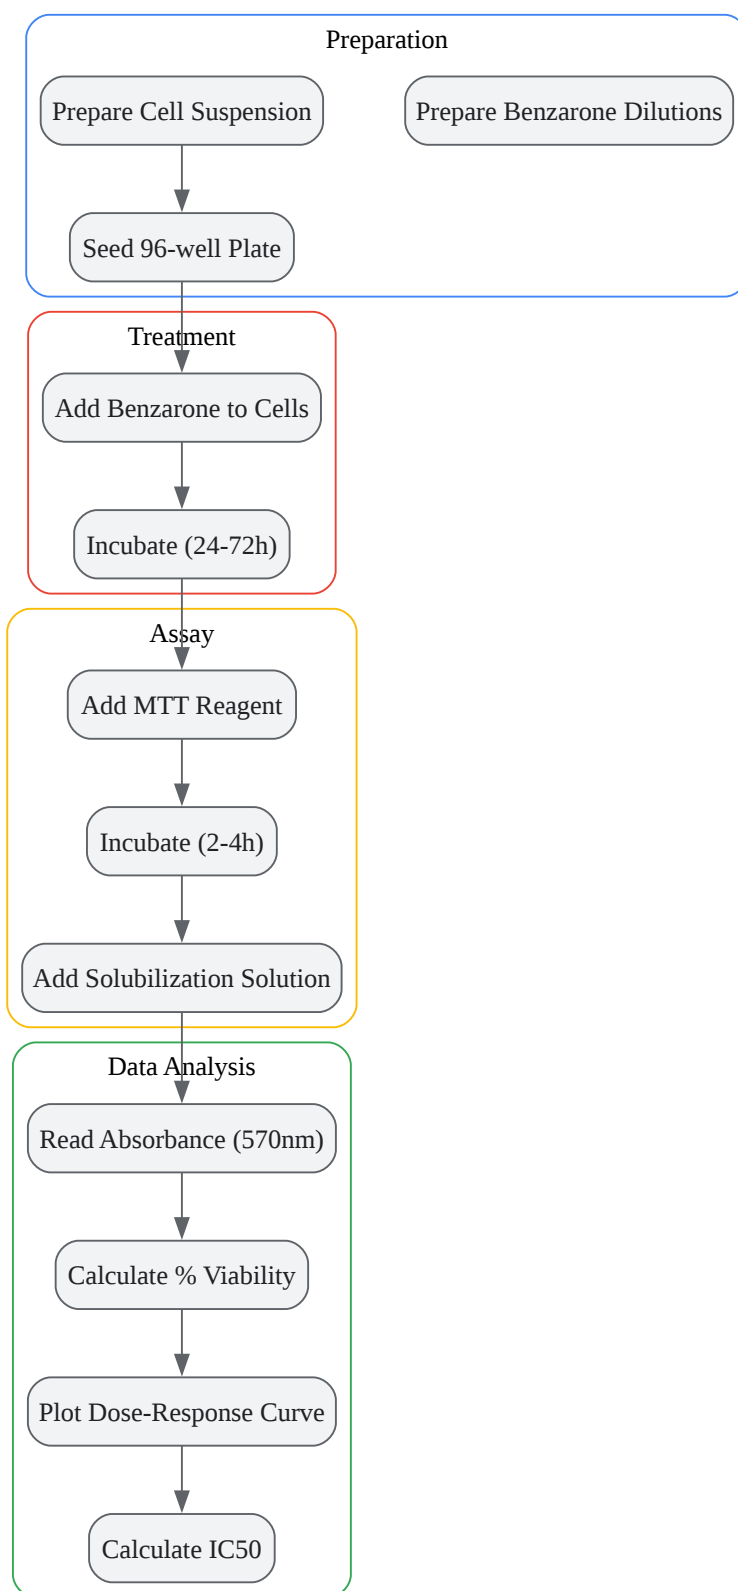 Preparation
Prepare Cell Suspension
Prepare Benzarone Dilutions
Seed 96-well Plate
Treatment
Add Benzarone to Cells
Incubate (24-72h)
Assay
Add MTT Reagent
Incubate (2-4h)
Add Solubilization Solution
Data Analysis
Read Absorbance (570nm)
Calculate % Viability
Plot Dose-Response Curve
Calculate IC50